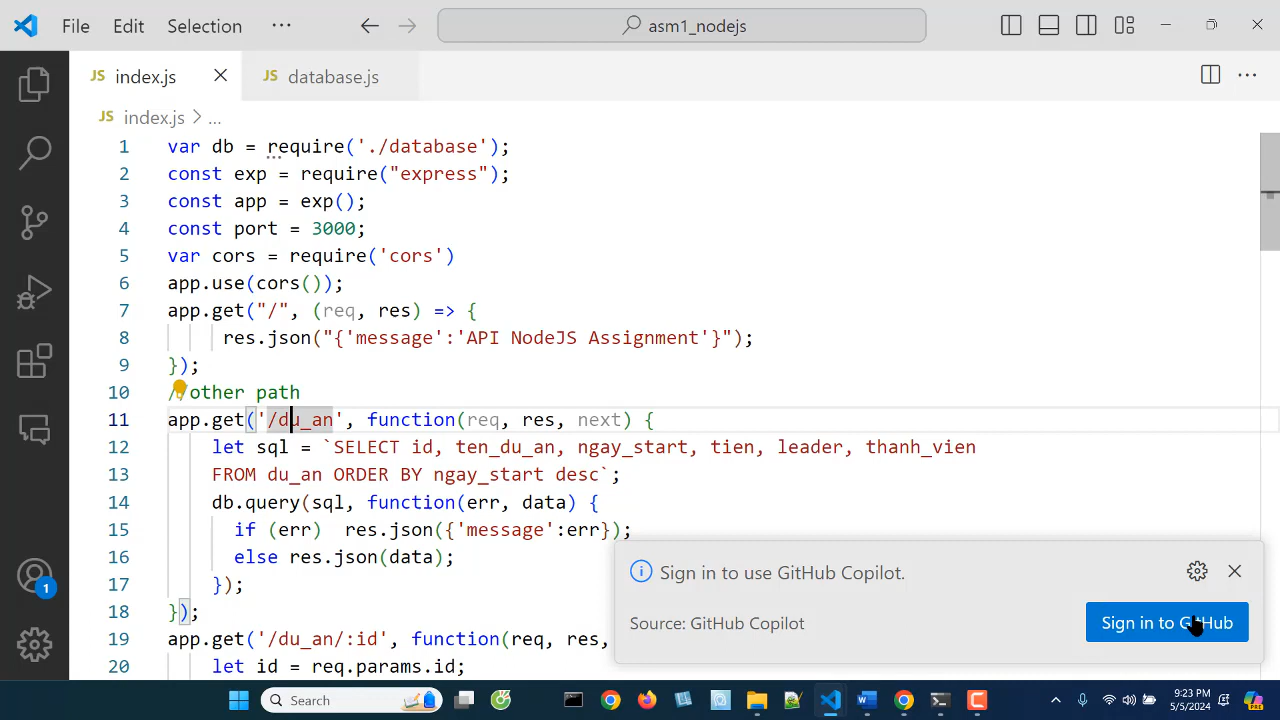 File Edit Selection ··· asm1_nodejs
JS index.js JS database.js
JS index.js > ...
1 var db = require('./database');
2 const exp = require("express");
3 const app = exp();
4 const port = 3000;
5 var cors = require('cors')
6 app.use(cors());
7 app.get("/", (req, res) => {
8 res.json("{'message':'API NodeJS Assignment'}");
9 });
10 //other path
11 app.get('/du_an', function(req, res, next) {
12 let sql = `SELECT id, ten_du_an, ngay_start, tien, leader, thanh_vien
13 FROM du_an ORDER BY ngay_start desc`;
14 db.query(sql, function(err, data) {
15 if (err) res.json({'message':err});
16 else res.json(data);
17 });
18 });
19 app.get('/du_an/:id', function(req, res,
20 let id = req.params.id;
1
Sign in to use GitHub Copilot.
Source: GitHub Copilot Sign in to GitHub
Search
9:23 PM
5/5/2024